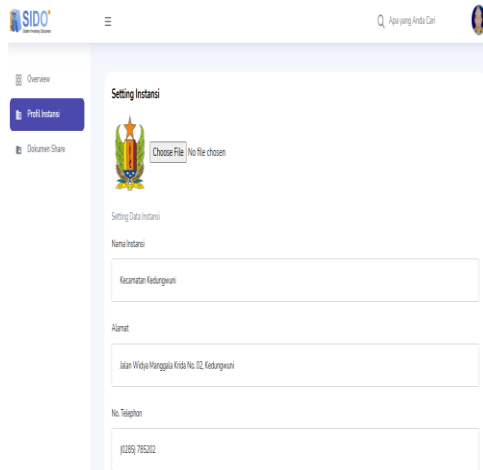 SIDO
Apa yang Anda Cari
Overview
Profil Instansi
Dokumen Share
Setting Instansi
Choose File No file chosen
Setting Data Instansi
Nama Instansi
Kecamatan Kedungwuni
Alamat
Jalan Widya Manggala Krida No. 02, Kedungwuni
No. Telephon
(0285) 785202